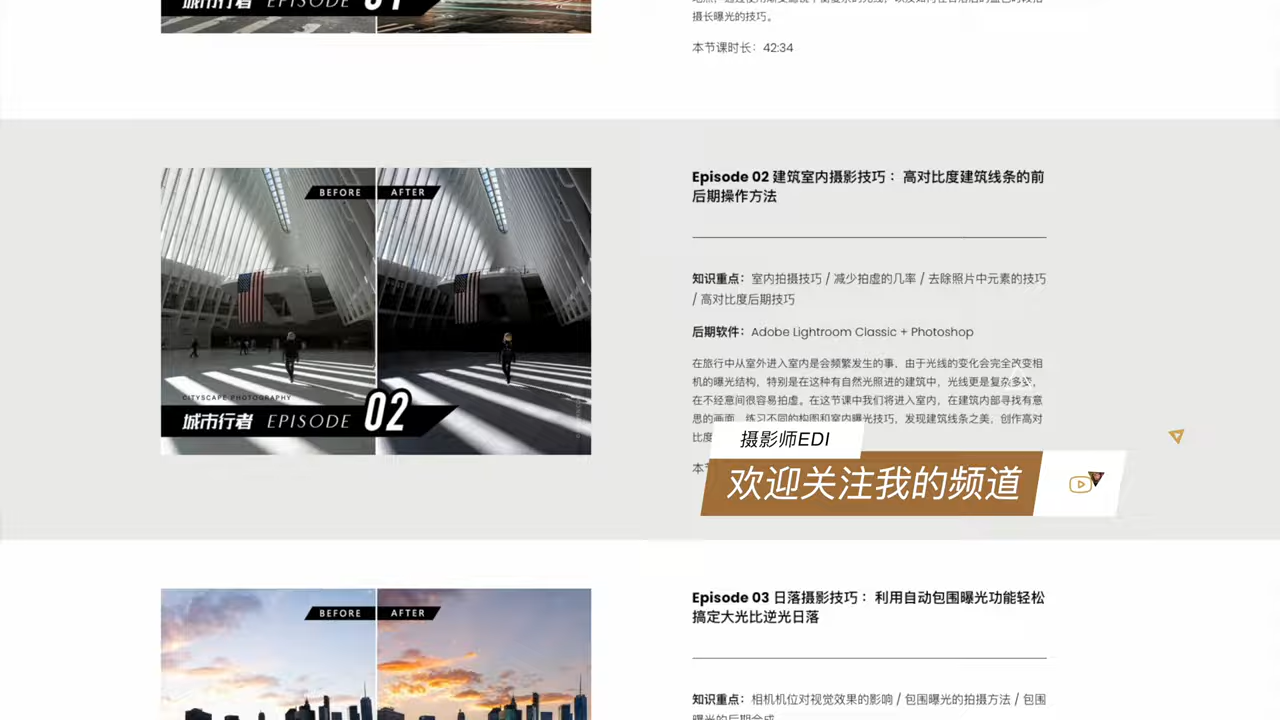 城市行者 EPISODE 01
摄长曝光的技巧。
本节课时长：42:34
BEFORE AFTER
CITYSCAPE PHOTOGRAPHY
城市行者 EPISODE 02
Episode 02 建筑室内摄影技巧： 高对比度建筑线条的前
后期操作方法
知识重点：室内拍摄技巧 / 减少拍虚的几率 / 去除照片中元素的技巧
/ 高对比度后期技巧
后期软件：Adobe Lightroom Classic + Photoshop
在旅行中从室外进入室内是会频繁发生的事，由于光线的变化会完全改变相
机的曝光结构，特别是在这种有自然光照进的建筑中，光线更是复杂多姿，
在不经意间很容易拍虚。在这节课中我们将进入室内，在建筑内部寻找有意
思的画面，练习不同的构图和室内曝光技巧，发现建筑线条之美，创作高对
比度
摄影师EDI
欢迎关注我的频道
BEFORE AFTER
Episode 03 日落摄影技巧： 利用自动包围曝光功能轻松
搞定大光比逆光日落
知识重点：相机机位对视觉效果的影响 / 包围曝光的拍摄方法 / 包围
曝光的后期合成